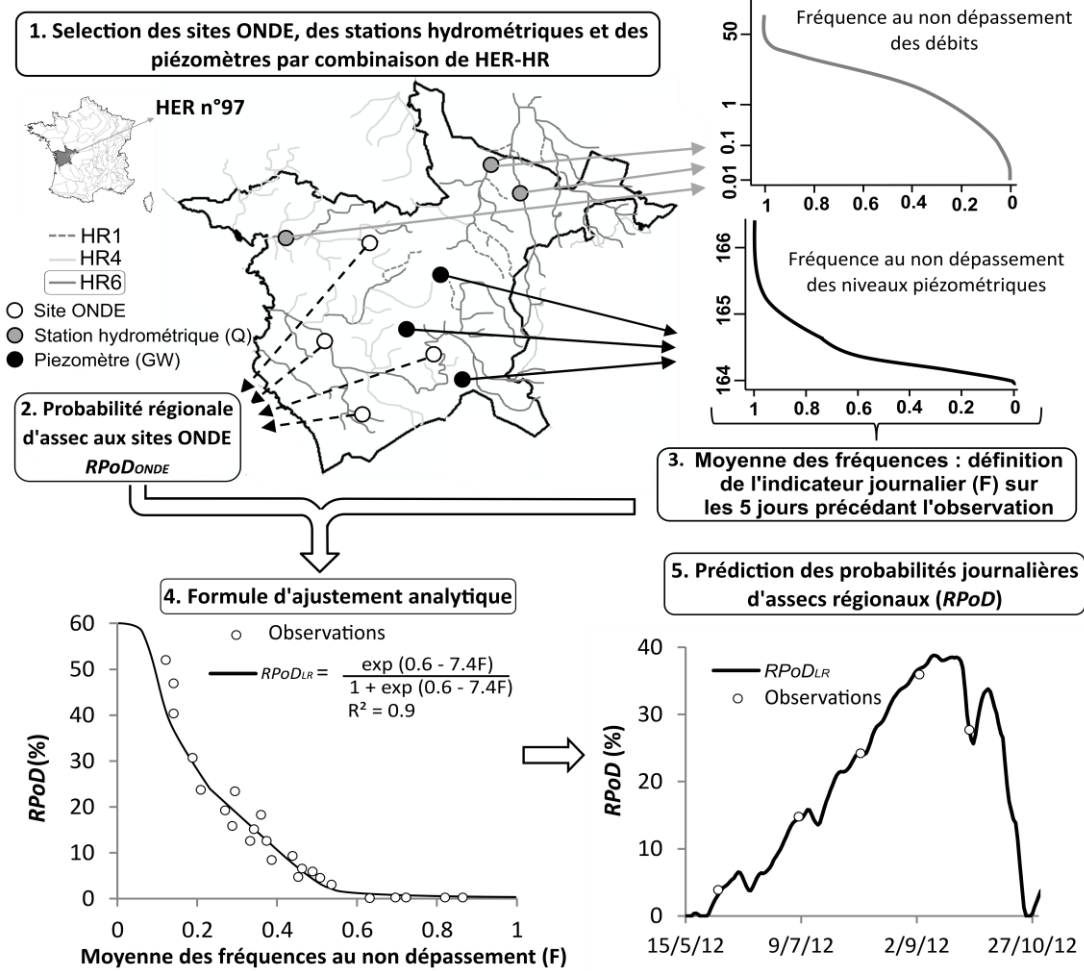 1. Selection des sites ONDE, des stations hydrométriques et des
piézomètres par combinaison de HER-HR
HER n°97
HR1
HR4
HR6
Site ONDE
Station hydrométrique (Q)
Piezomètre (GW)
Fréquence au non dépassement
des débits
50
1
0.1
0.01
1 0.8 0.6 0.4 0.2 0
Fréquence au non dépassement
des niveaux piézométriques
166
165
164
1 0.8 0.6 0.4 0.2 0
2. Probabilité régionale
d'assec aux sites ONDE
RPoDONDE
3. Moyenne des fréquences : définition
de l'indicateur journalier (F) sur
les 5 jours précédant l'observation
4. Formule d'ajustement analytique
Observations
RPoDLR = exp (0.6 - 7.4F)
1 + exp (0.6 - 7.4F)
R² = 0.9
RPoD(%)
60
50
40
30
20
10
0
0 0.2 0.4 0.6 0.8 1
Moyenne des fréquences au non dépassement (F)
5. Prédiction des probabilités journalières
d'assecs régionaux (RPoD)
RPoDLR
Observations
RPoD (%)
40
30
20
10
0
15/5/12 9/7/12 2/9/12 27/10/12